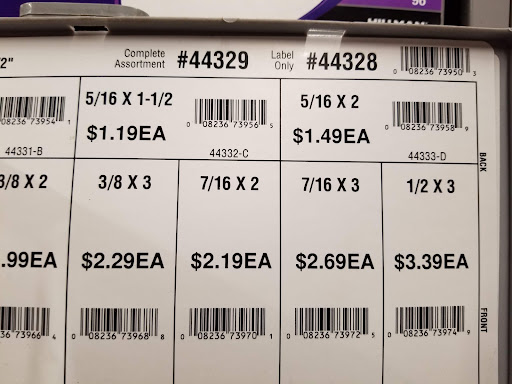 90
HILLMAN
/2"
Complete Assortment #44329 Label Only #44328
0 08236 73950 3
5/16 X 1-1/2
$1.19EA
5/16 X 2
$1.49EA
08236 73954 1
0 08236 73956 5
0 08236 73958 9
44331-B
44332-C
44333-D
BACK
3/8 X 2
3/8 X 3
7/16 X 2
7/16 X 3
1/2 X 3
.99EA
$2.29EA
$2.19EA
$2.69EA
$3.39EA
FRONT
36 73966 4
0 08236 73968 8
0 08236 73970 1
0 08236 73972 5
0 08236 73974 9